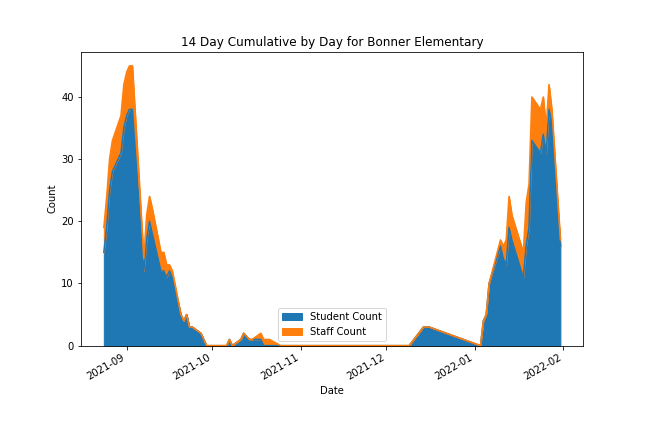 14 Day Cumulative by Day for Bonner Elementary
Count
40
30
20
10
0
Student Count
Staff Count
2021-09
2021-10
2021-11
2021-12
2022-01
2022-02
Date